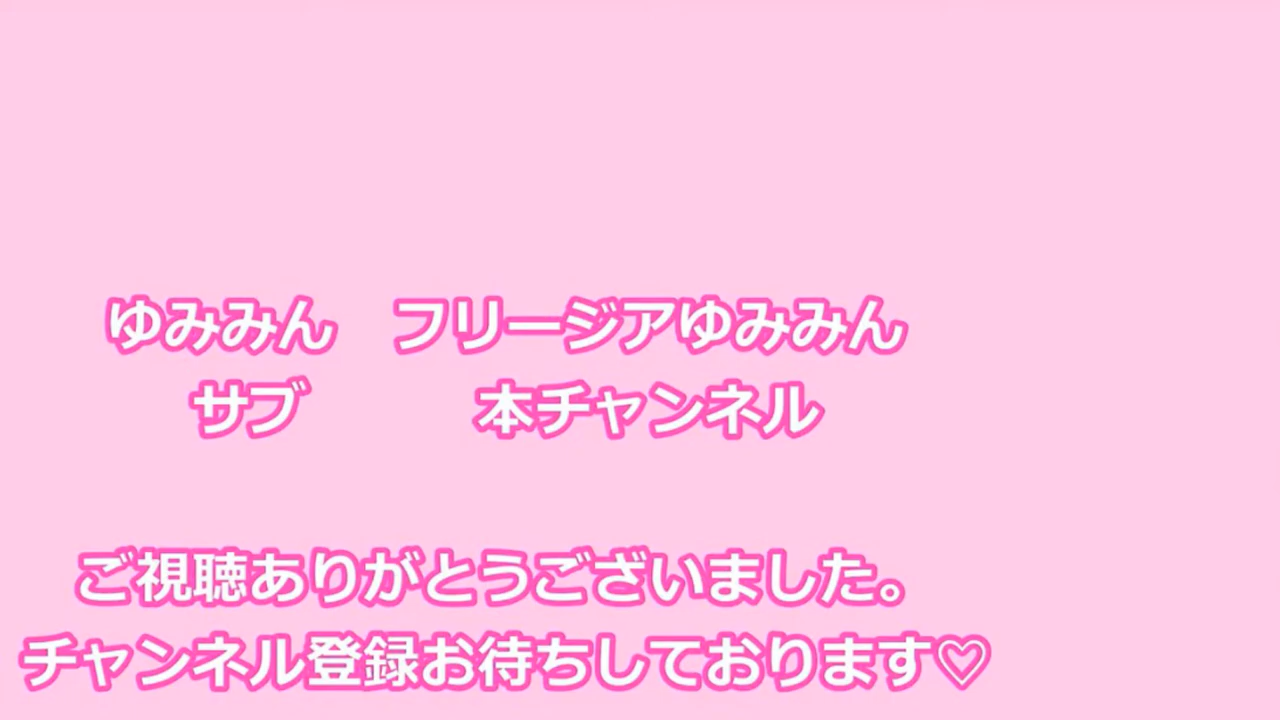 ゆみみん　フリージアゆみみん
サブ　本チャンネル
ご視聴ありがとうございました。
チャンネル登録お待ちしております♡